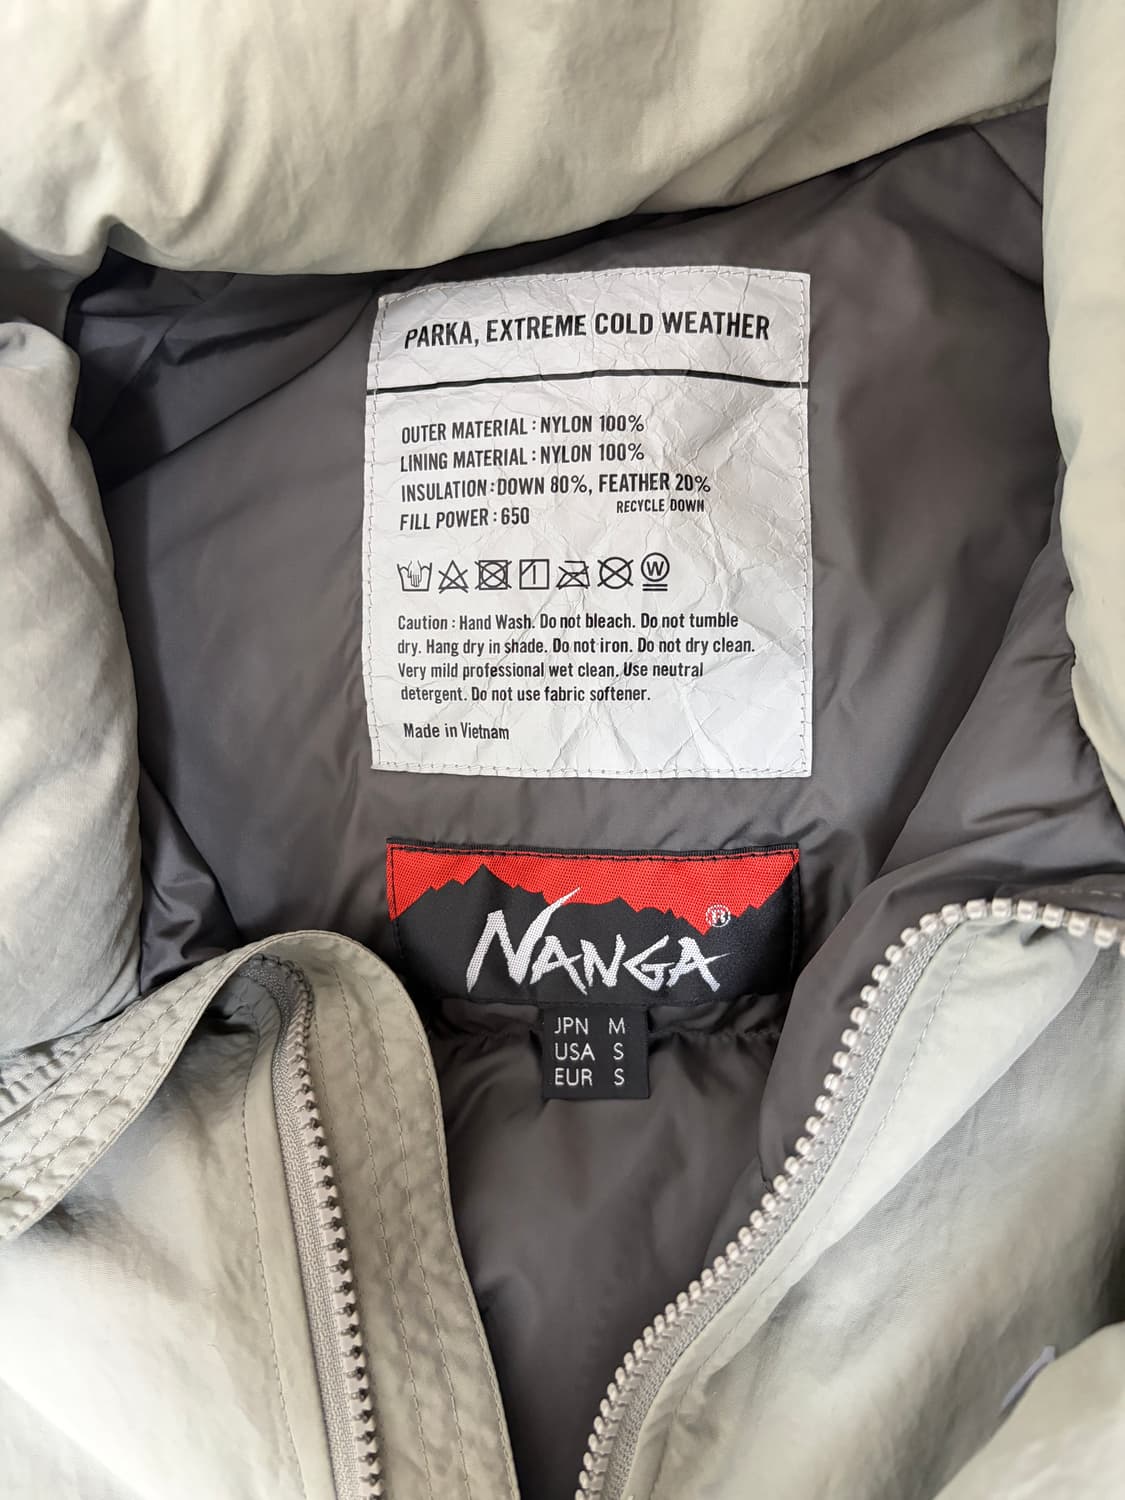 PARKA, EXTREME COLD WEATHER
OUTER MATERIAL : NYLON 100%
LINING MATERIAL : NYLON 100%
INSULATION : DOWN 80%, FEATHER 20%
RECYCLE DOWN
FILL POWER : 650
W
Caution : Hand Wash. Do not bleach. Do not tumble
dry. Hang dry in shade. Do not iron. Do not dry clean.
Very mild professional wet clean. Use neutral
detergent. Do not use fabric softener.
Made in Vietnam
NANGA ®
JPN M
USA S
EUR S